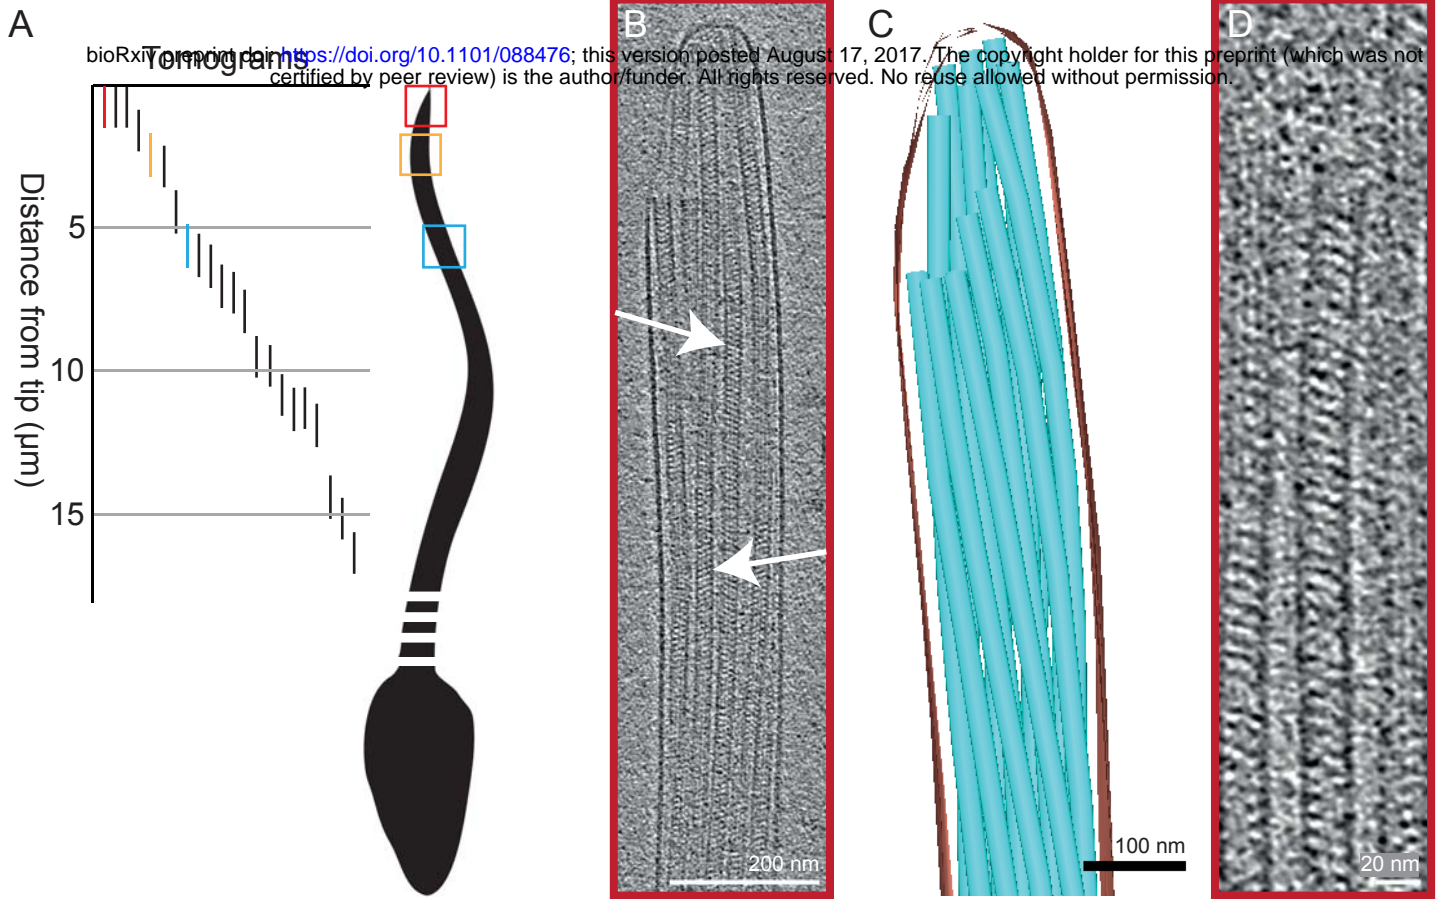 A
B
C
D
bioRxiv preprint doi: https://doi.org/10.1101/088476; this version posted August 17, 2017. The copyright holder for this preprint (which was not
certified by peer review) is the author/funder. All rights reserved. No reuse allowed without permission.
Tomograms
Distance from tip (µm)
5
10
15
200 nm
100 nm
20 nm